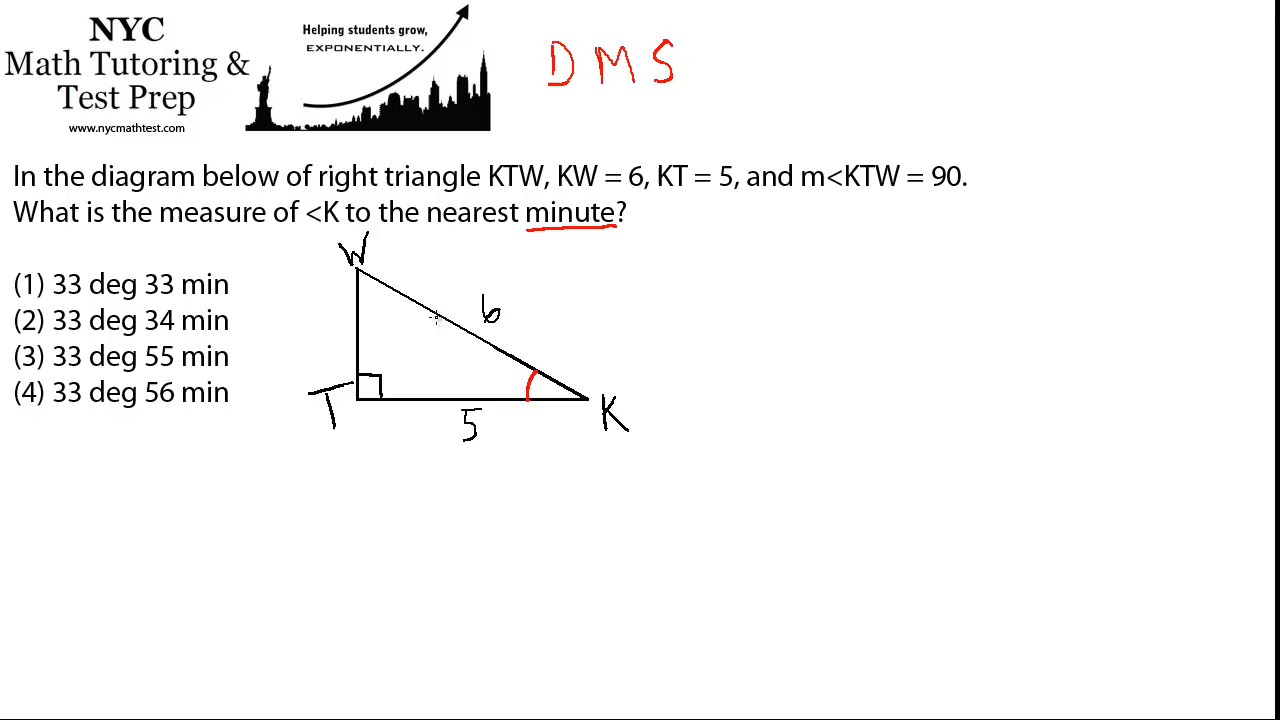 NYC
Math Tutoring &
Test Prep
www.nycmathtest.com
Helping students grow,
EXPONENTIALLY.
D M S
In the diagram below of right triangle KTW, KW = 6, KT = 5, and m<KTW = 90.
What is the measure of <K to the nearest minute?
(1) 33 deg 33 min
(2) 33 deg 34 min
(3) 33 deg 55 min
(4) 33 deg 56 min
W
6
T
5
K